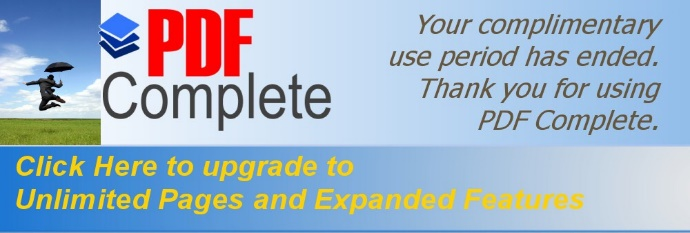 PDF
Complete
Your complimentary
use period has ended.
Thank you for using
PDF Complete.
Click Here to upgrade to
Unlimited Pages and Expanded Features